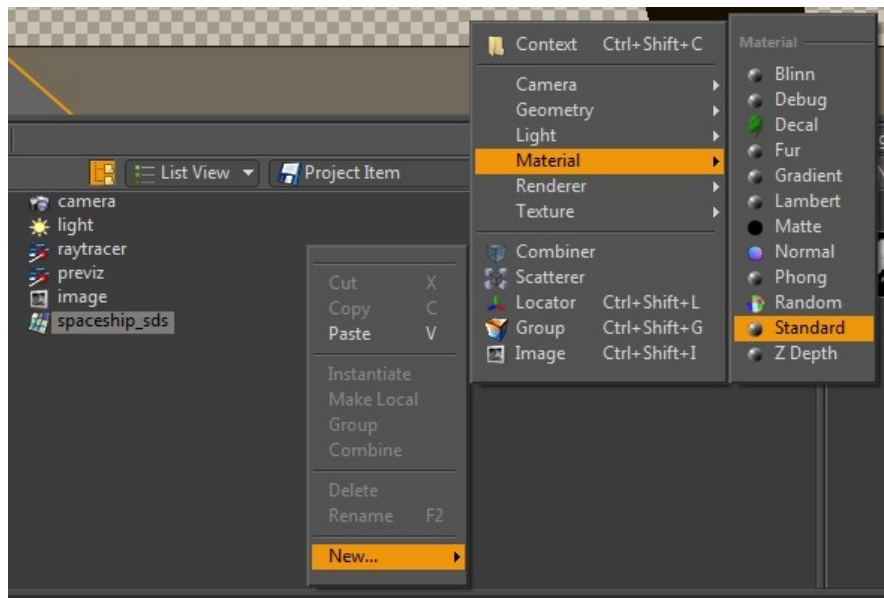 List View
Project Item
camera
light
raytracer
previz
image
spaceship_sds
Cut X
Copy C
Paste V
Instantiate
Make Local
Group
Combine
Delete
Rename F2
New...
Context Ctrl+Shift+C
Camera
Geometry
Light
Material
Renderer
Texture
Combiner
Scatterer
Locator Ctrl+Shift+L
Group Ctrl+Shift+G
Image Ctrl+Shift+I
Material
Blinn
Debug
Decal
Fur
Gradient
Lambert
Matte
Normal
Phong
Random
Standard
Z Depth